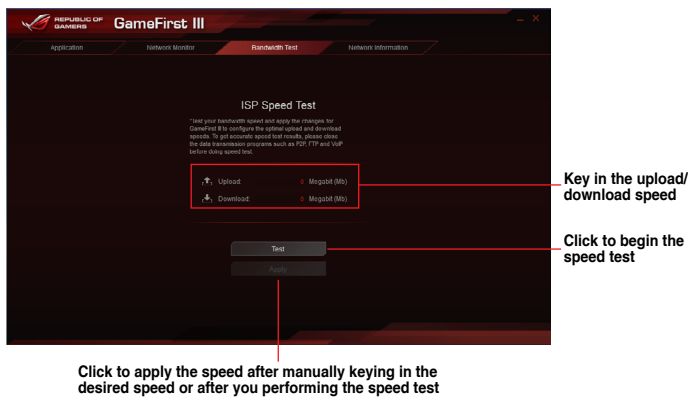 REPUBLIC OF
GAMERS
GameFirst III
Application
Network Monitor
Bandwidth Test
Network Information
ISP Speed Test
*Test your bandwidth speed and apply the changes for
GameFirst III to configure the optimal upload and download
speeds. To get accurate speed test results, please close
the data transmission programs such as P2P, FTP and VoIP
before doing speed test.
Upload: 0 Megabit (Mb)
Download: 0 Megabit (Mb)
Key in the upload/
download speed
Test
Click to begin the
speed test
Apply
Click to apply the speed after manually keying in the
desired speed or after you performing the speed test